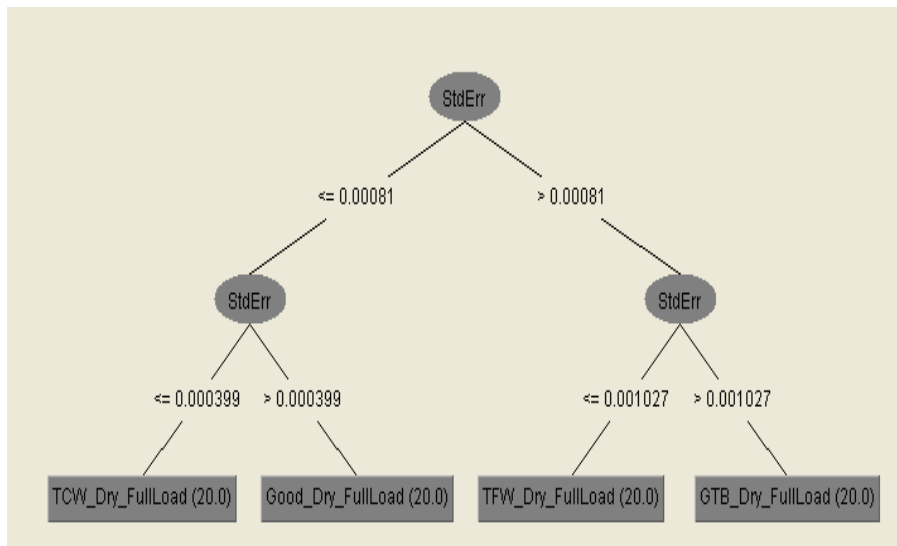 StdErr
<= 0.00081
> 0.00081
StdErr
StdErr
<= 0.000399
> 0.000399
<= 0.001027
> 0.001027
TCW_Dry_FullLoad (20.0)
Good_Dry_FullLoad (20.0)
TFW_Dry_FullLoad (20.0)
GTB_Dry_FullLoad (20.0)